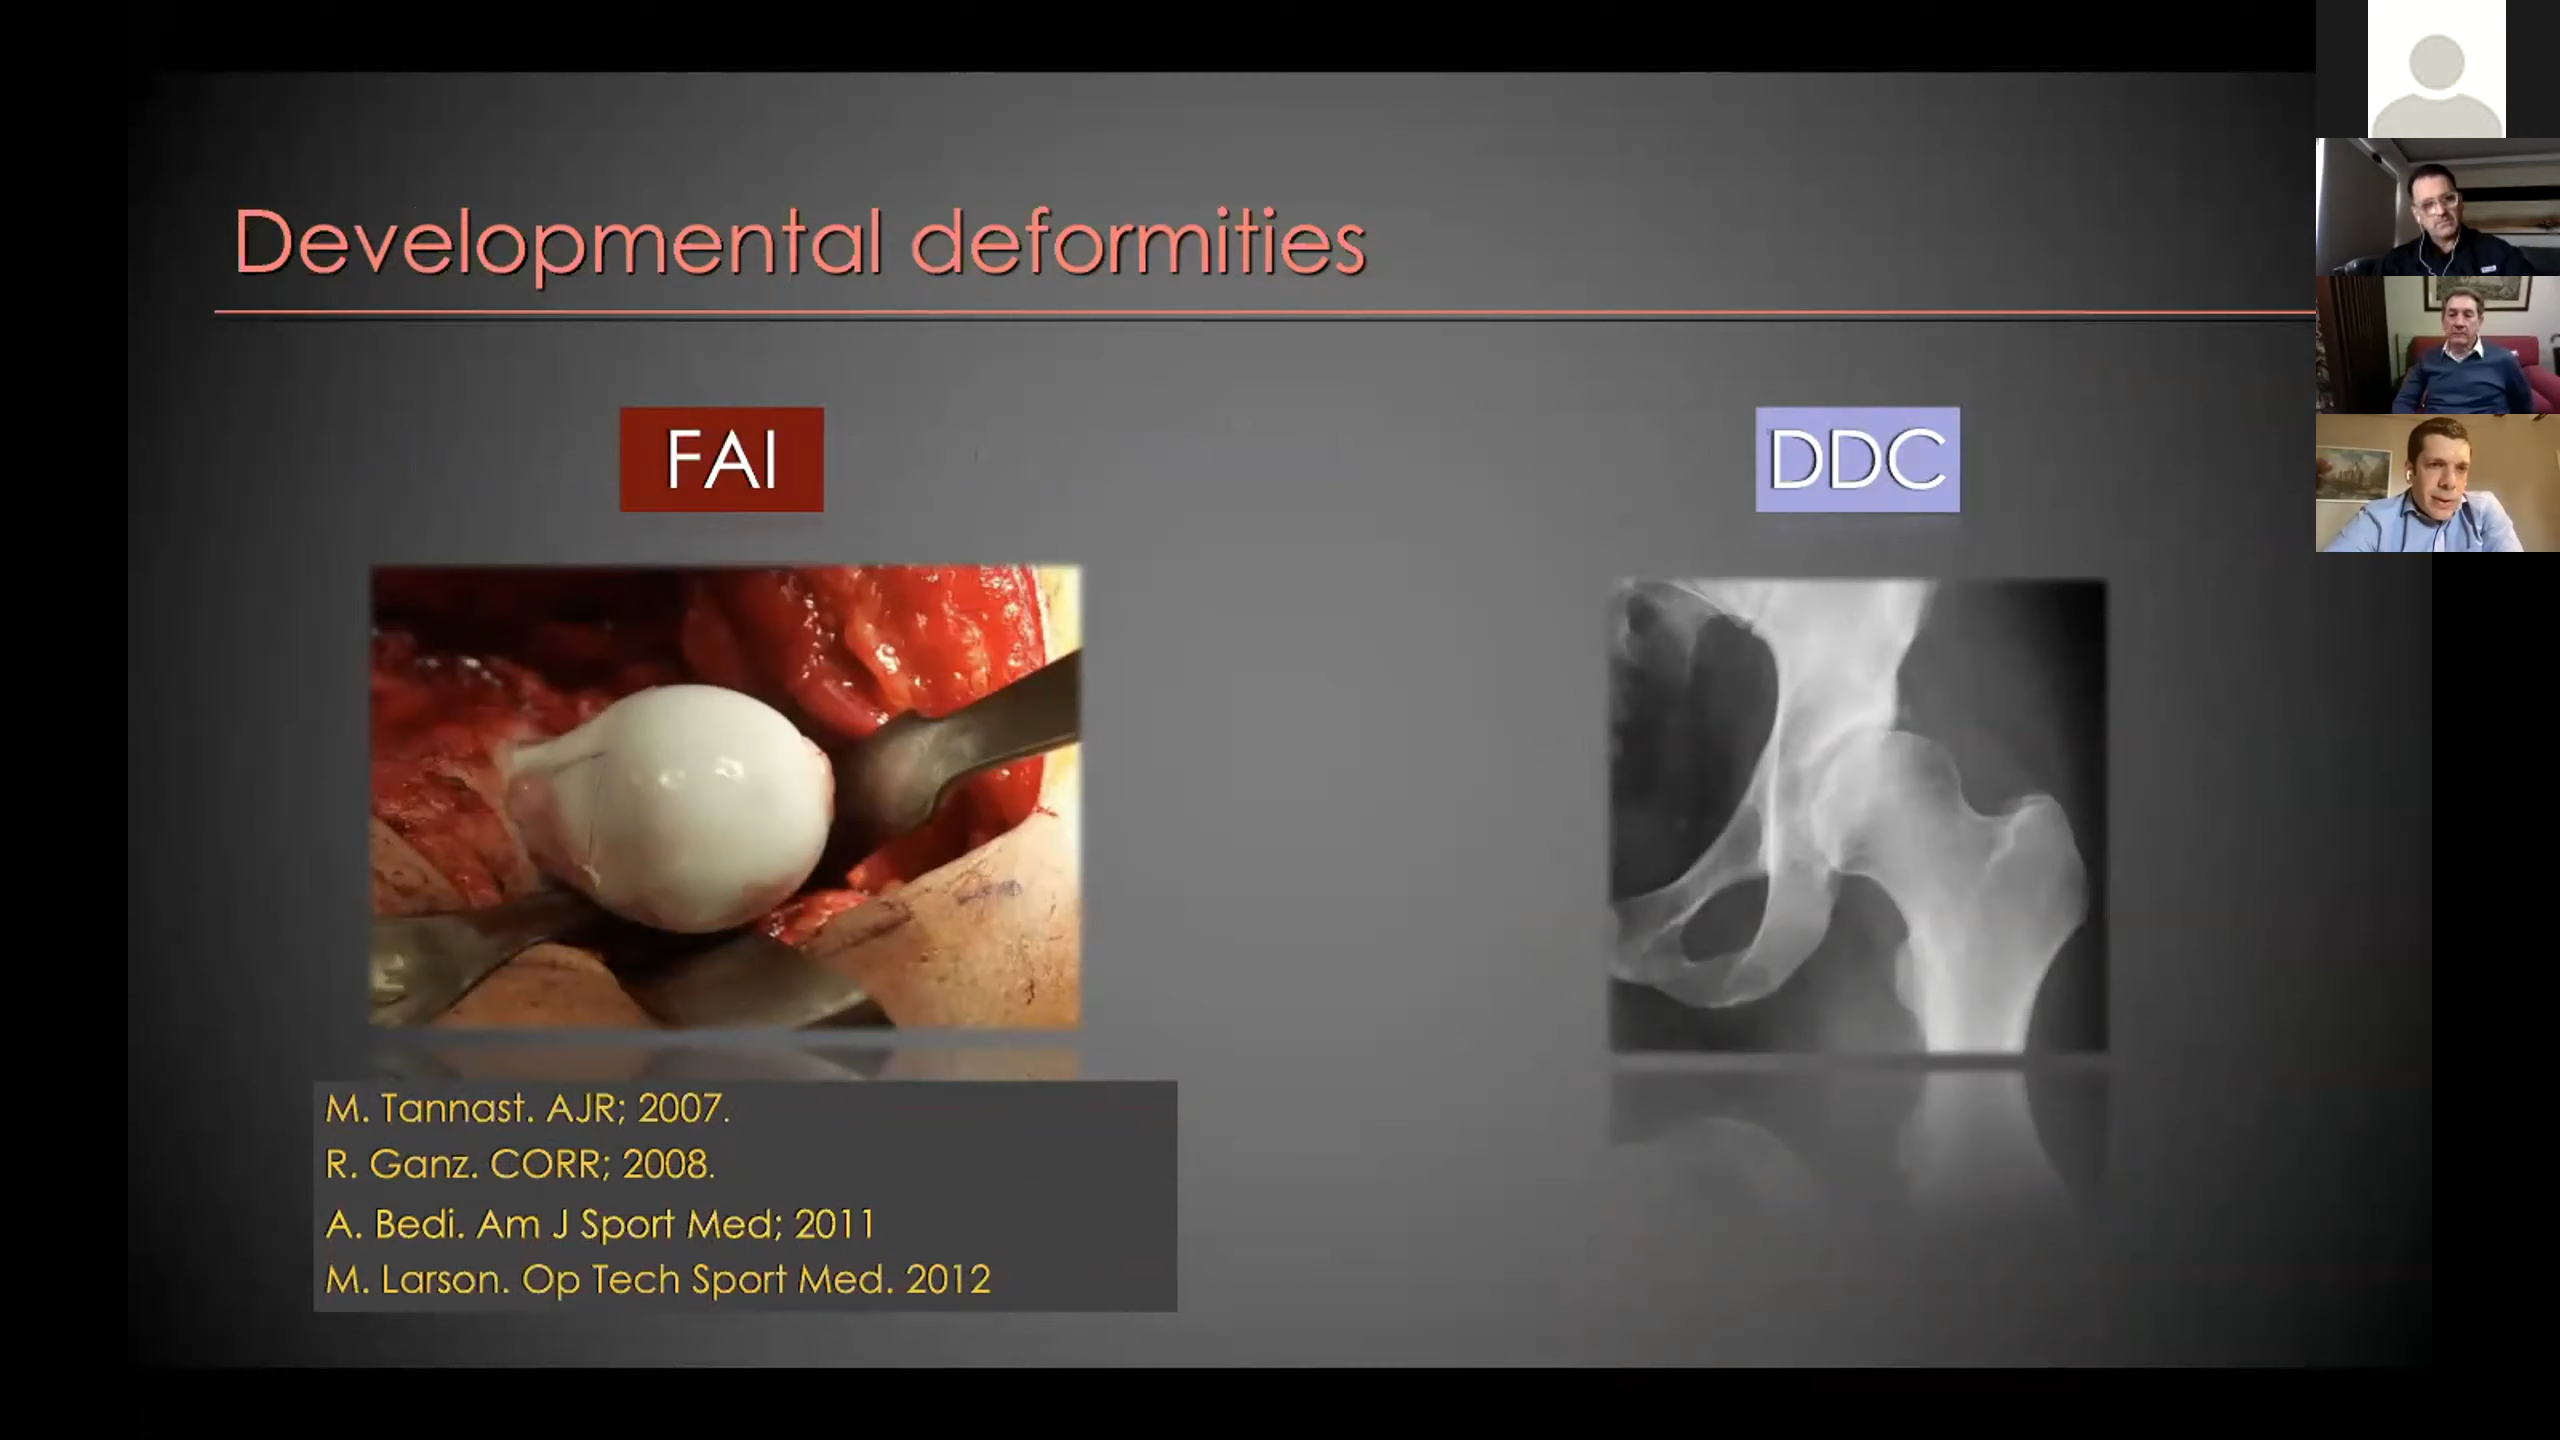 Developmental deformities
FAI
DDC
M. Tannast. AJR; 2007.
R. Ganz. CORR; 2008.
A. Bedi. Am J Sport Med; 2011
M. Larson. Op Tech Sport Med. 2012